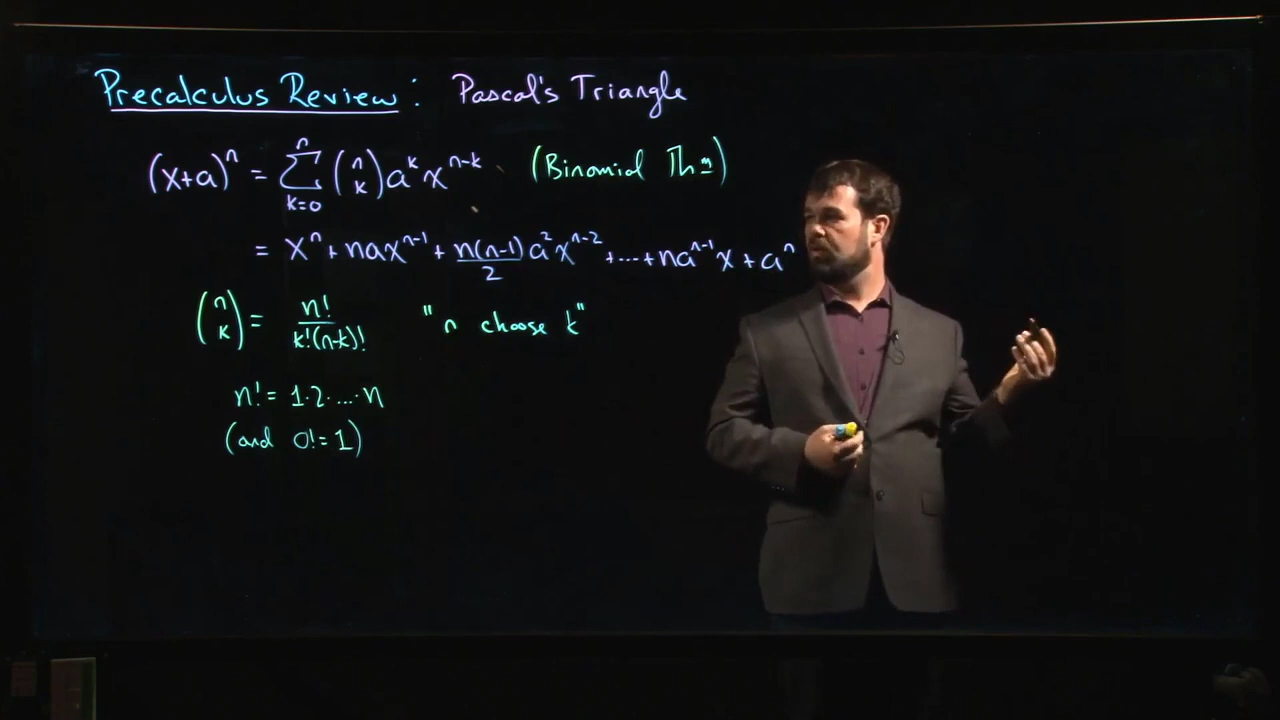 Precalculus Review: Pascal's Triangle
(x+a)^n = ∑_{k=0}^{n} (n k) a^k x^{n-k} (Binomial Thm)
= x^n + nax^{n-1} + n(n-1)/2 a^2 x^{n-2} + ... + na^{n-1} x + a^n
(n k) = n!/k!(n-k)! "n choose k"
n! = 1·2·...·n
(and 0! = 1)